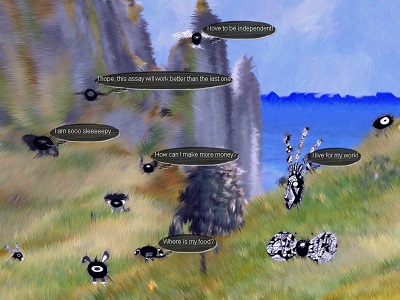 I love to be independent!
I hope, this assay will work better than the last one
I am sooo sleeeeepy
How can I make more money?
I live for my work!
Where is my food?